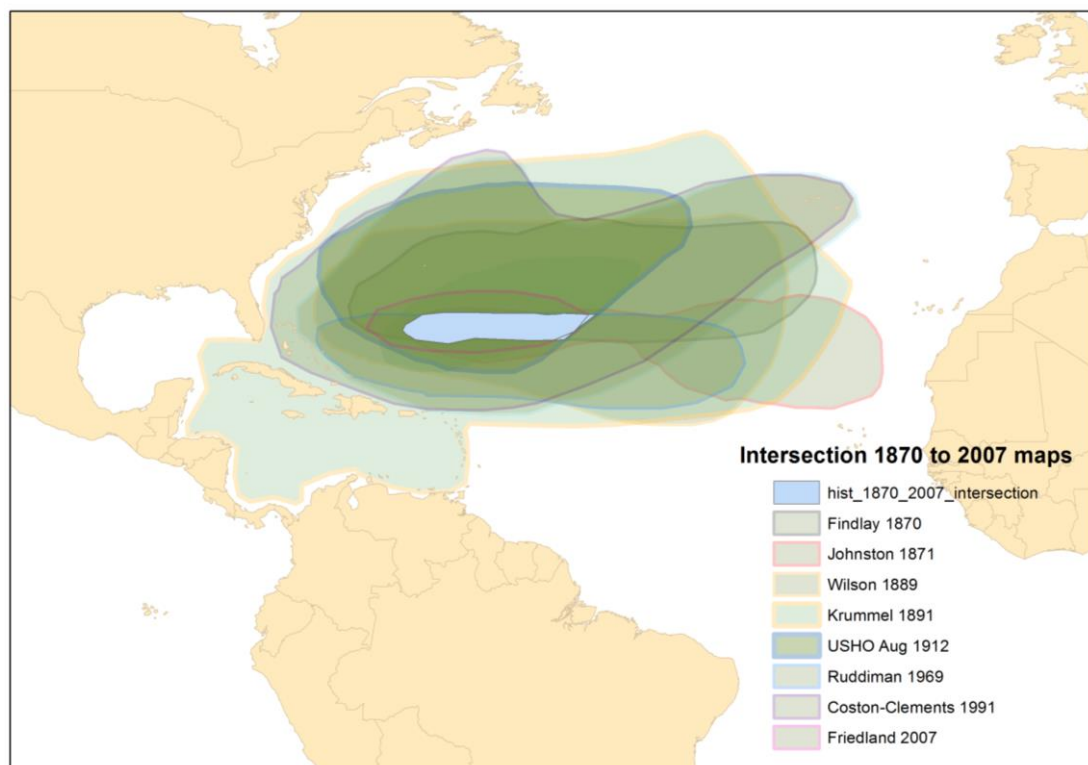 Intersection 1870 to 2007 maps
hist_1870_2007_intersection
Findlay 1870
Johnston 1871
Wilson 1889
Krummel 1891
USHO Aug 1912
Ruddiman 1969
Coston-Clements 1991
Friedland 2007